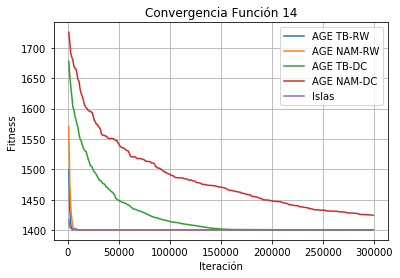 Convergencia Función 14
Fitness
1700
1650
1600
1550
1500
1450
1400
AGE TB-RW
AGE NAM-RW
AGE TB-DC
AGE NAM-DC
Islas
0 50000 100000 150000 200000 250000 300000
Iteración